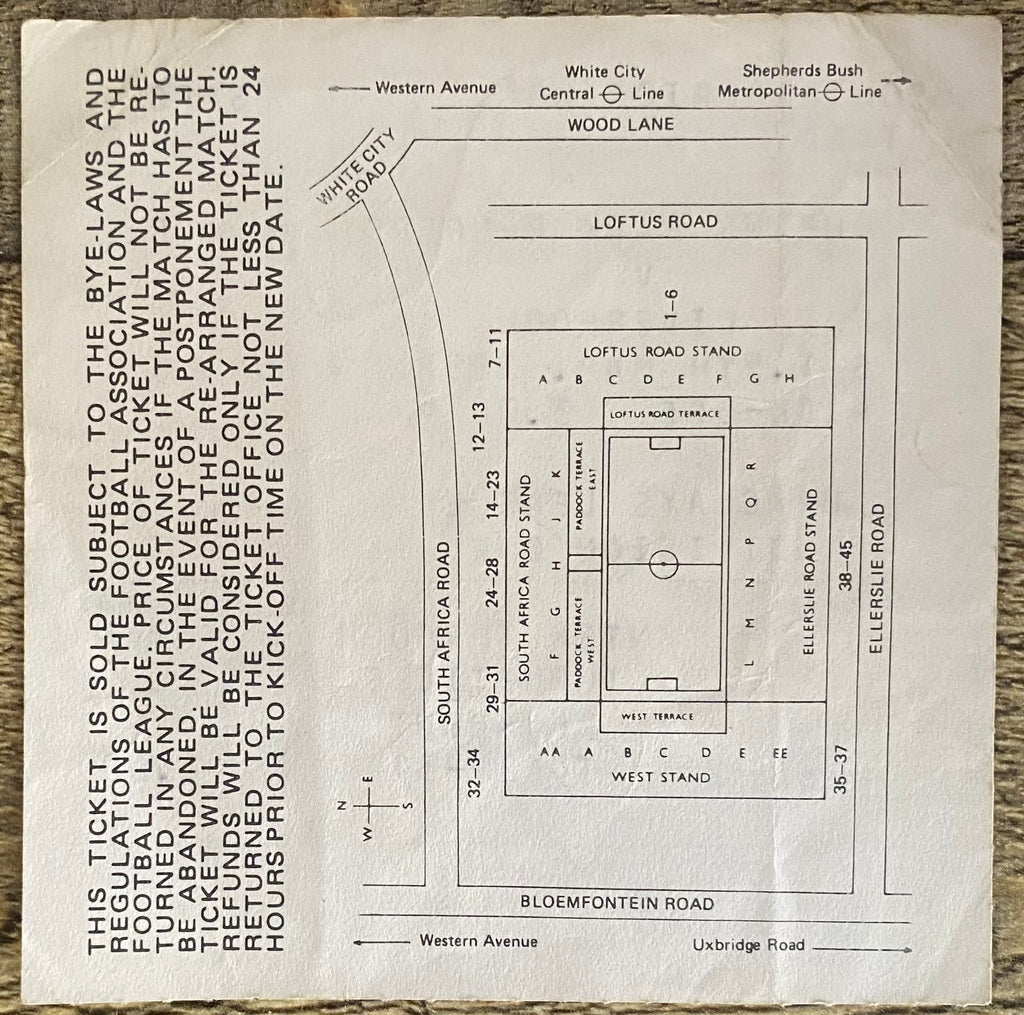 THIS TICKET IS SOLD SUBJECT TO THE BYE-LAWS AND
REGULATIONS OF THE FOOTBALL ASSOCIATION AND THE
FOOTBALL LEAGUE. PRICE OF TICKET WILL NOT BE RE-
TURNED IN ANY CIRCUMSTANCES IF THE MATCH HAS TO
BE ABANDONED. IN THE EVENT OF A POSTPONEMENT THE
TICKET WILL BE VALID FOR THE RE-ARRANGED MATCH.
REFUNDS WILL BE CONSIDERED ONLY IF THE TICKET IS
RETURNED TO THE TICKET OFFICE NOT LESS THAN 24
HOURS PRIOR TO KICK-OFF TIME ON THE NEW DATE.
Western Avenue
White City
Central Line
Shepherds Bush
Metropolitan Line
WOOD LANE
WHITE CITY
ROAD
LOFTUS ROAD
1–6
7–11
LOFTUS ROAD STAND
A B C D E F G H
LOFTUS ROAD TERRACE
12–13
14–23
24–28
29–31
32–34
SOUTH AFRICA ROAD
SOUTH AFRICA ROAD STAND
F G H J K
PADDOCK TERRACE
EAST
PADDOCK TERRACE
WEST
L M N P Q R
ELLERSLIE ROAD STAND
38–45
ELLERSLIE ROAD
WEST TERRACE
AA A B C D E EE
WEST STAND
35–37
N
E
S
W
BLOEMFONTEIN ROAD
Western Avenue
Uxbridge Road